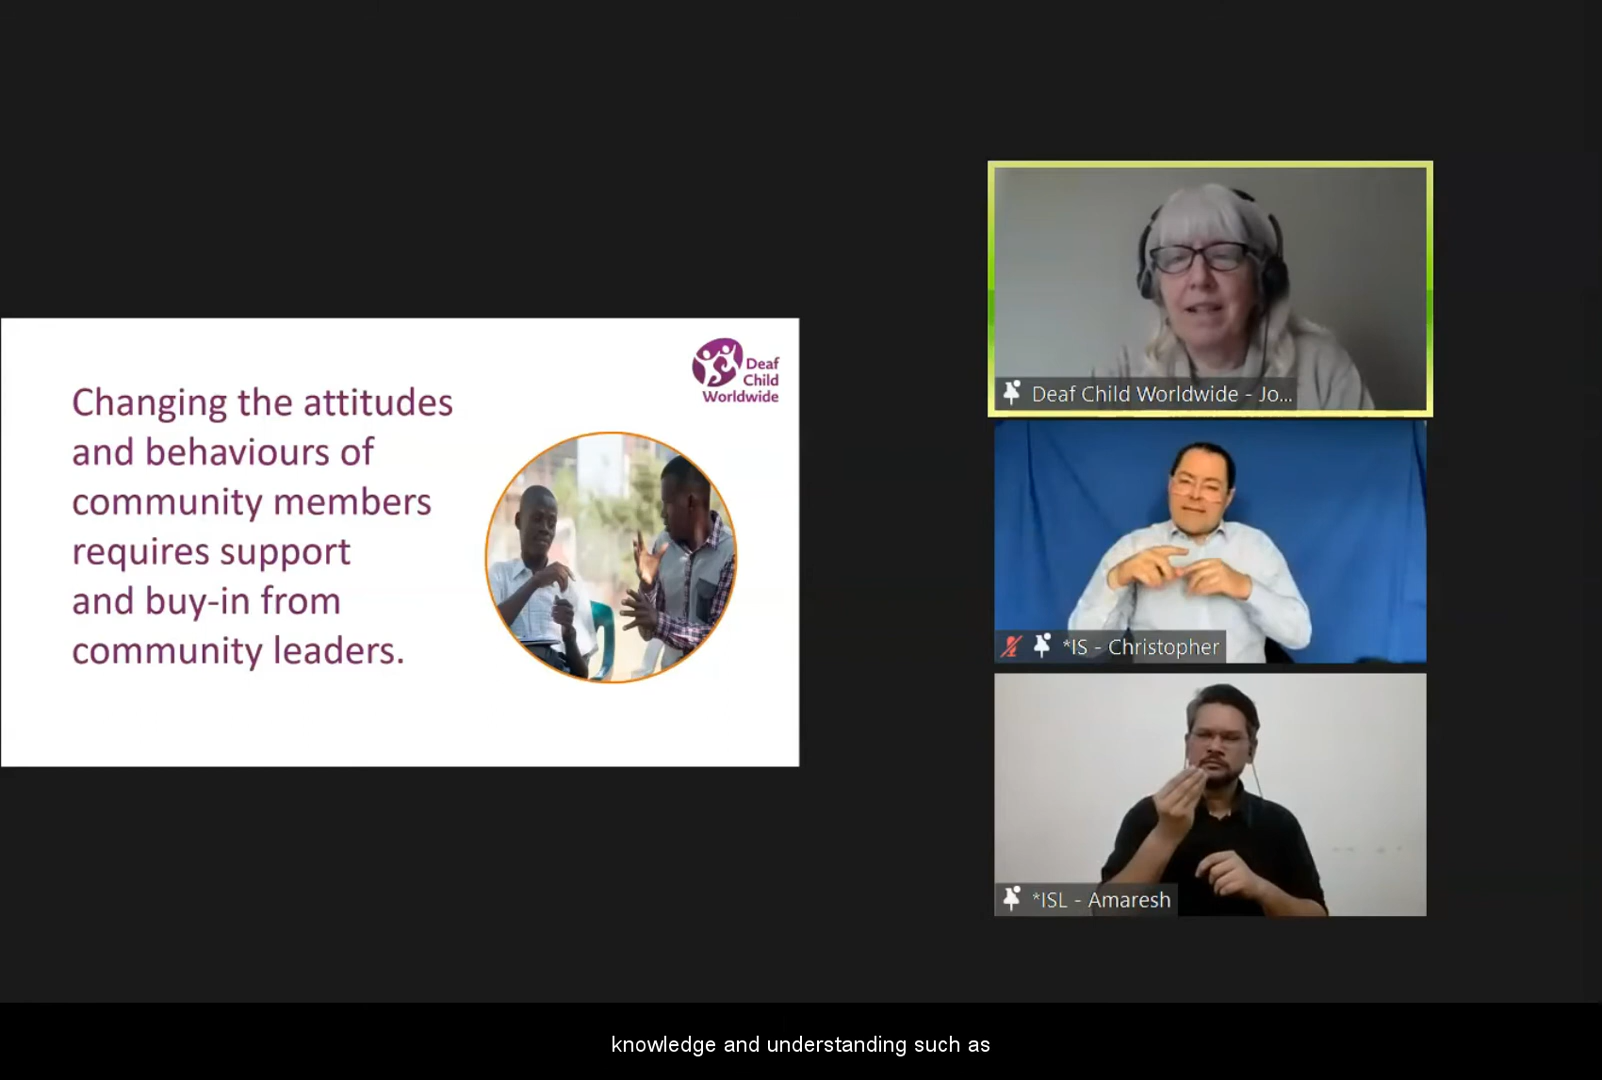 Changing the attitudes
and behaviours of
community members
requires support
and buy-in from
community leaders.
Deaf
Child
Worldwide
Deaf Child Worldwide - Jo...
*IS - Christopher
*ISL - Amaresh
knowledge and understanding such as